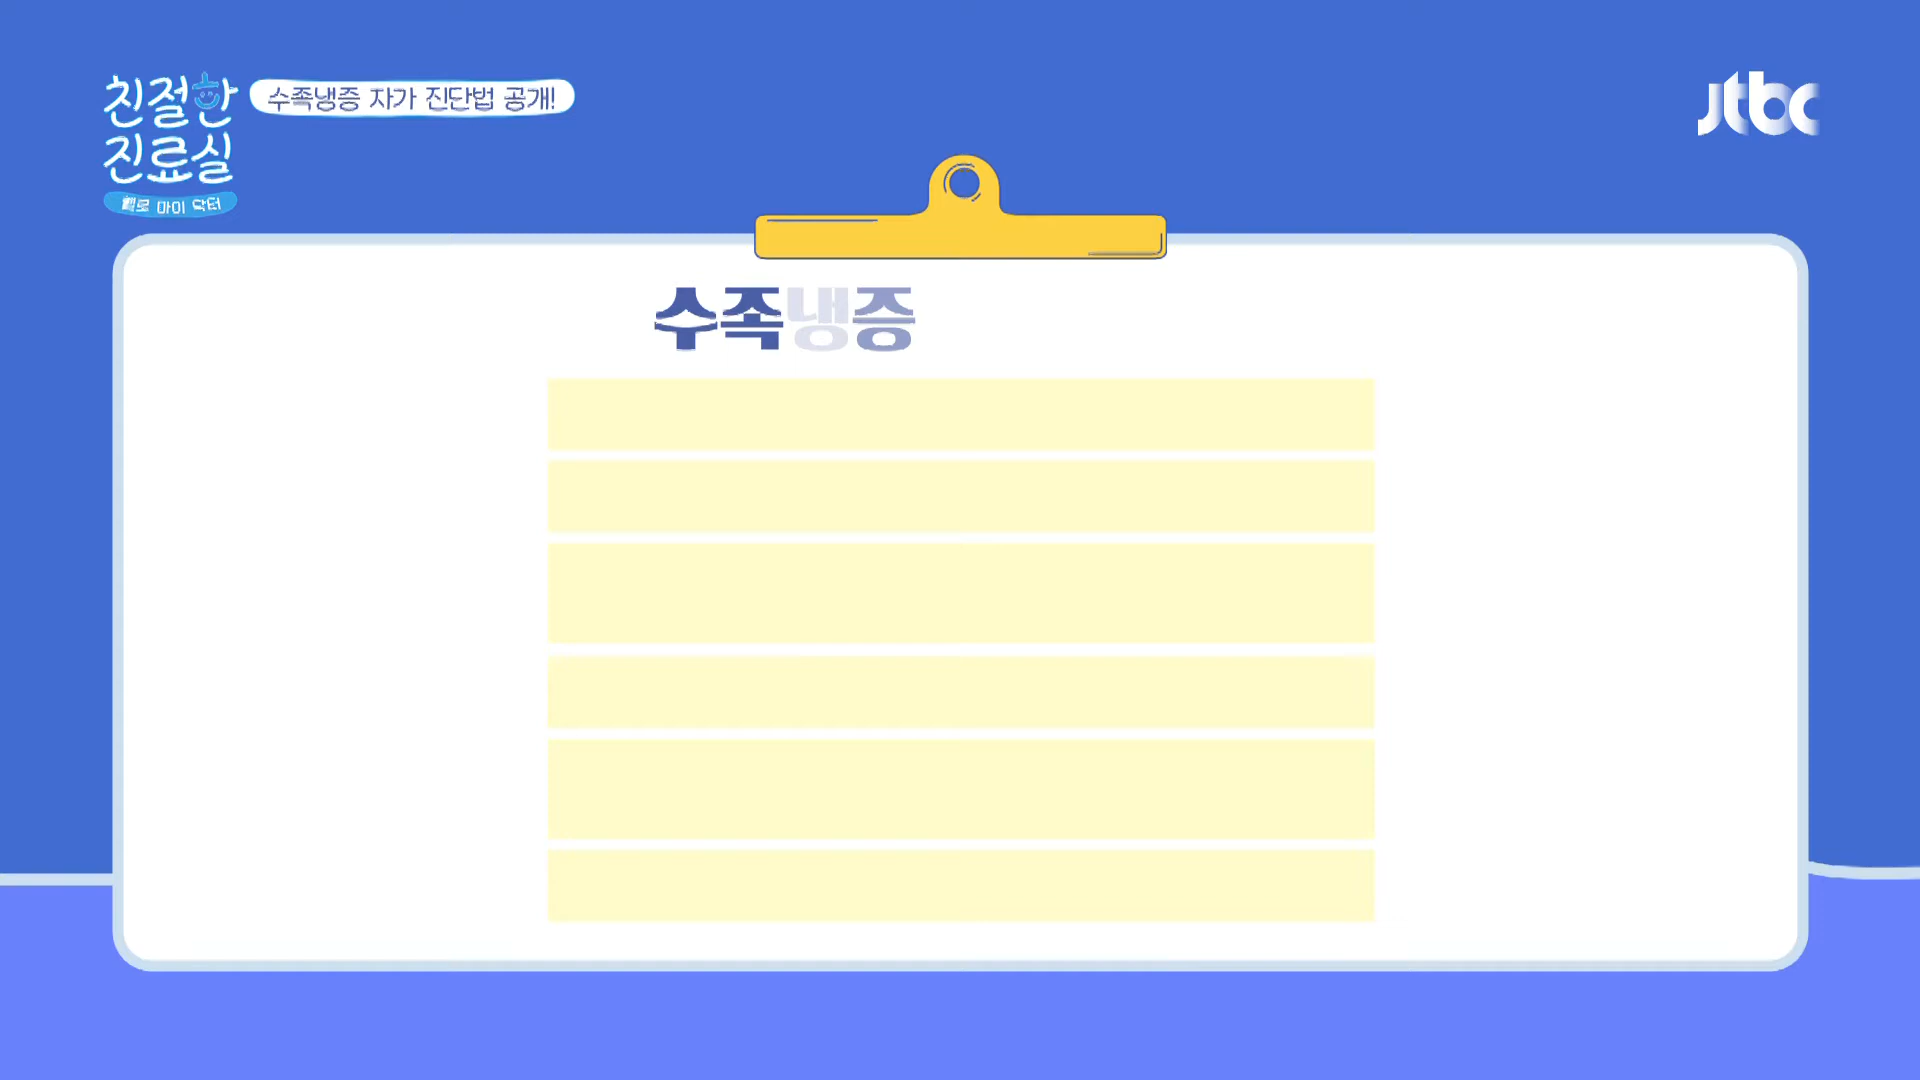 친절한
진료실
헬로 마이 닥터
수족냉증 자가 진단법 공개!
jtbc
수족냉증